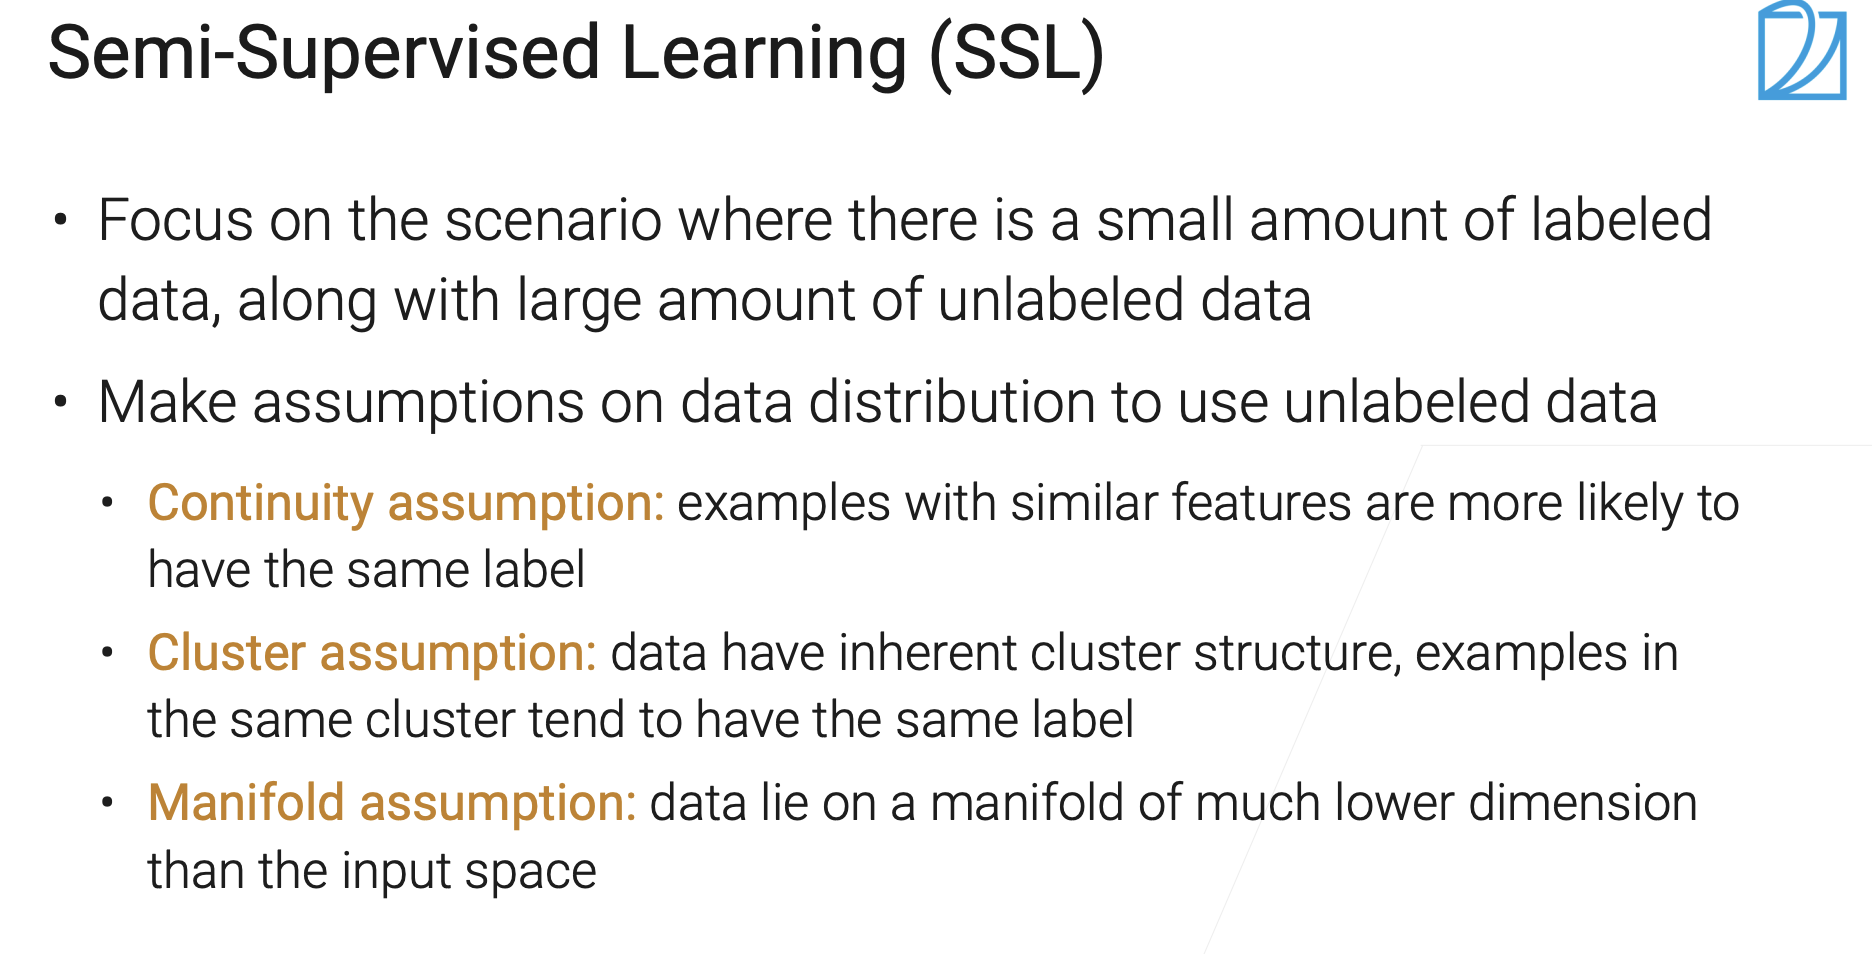 Semi-Supervised Learning (SSL)
• Focus on the scenario where there is a small amount of labeled
data, along with large amount of unlabeled data
• Make assumptions on data distribution to use unlabeled data
• Continuity assumption: examples with similar features are more likely to
have the same label
• Cluster assumption: data have inherent cluster structure, examples in
the same cluster tend to have the same label
• Manifold assumption: data lie on a manifold of much lower dimension
than the input space